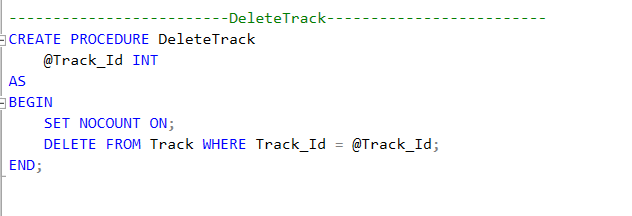 -------------------------DeleteTrack-------------------------
CREATE PROCEDURE DeleteTrack
    @Track_Id INT
AS
BEGIN
    SET NOCOUNT ON;
    DELETE FROM Track WHERE Track_Id = @Track_Id;
END;